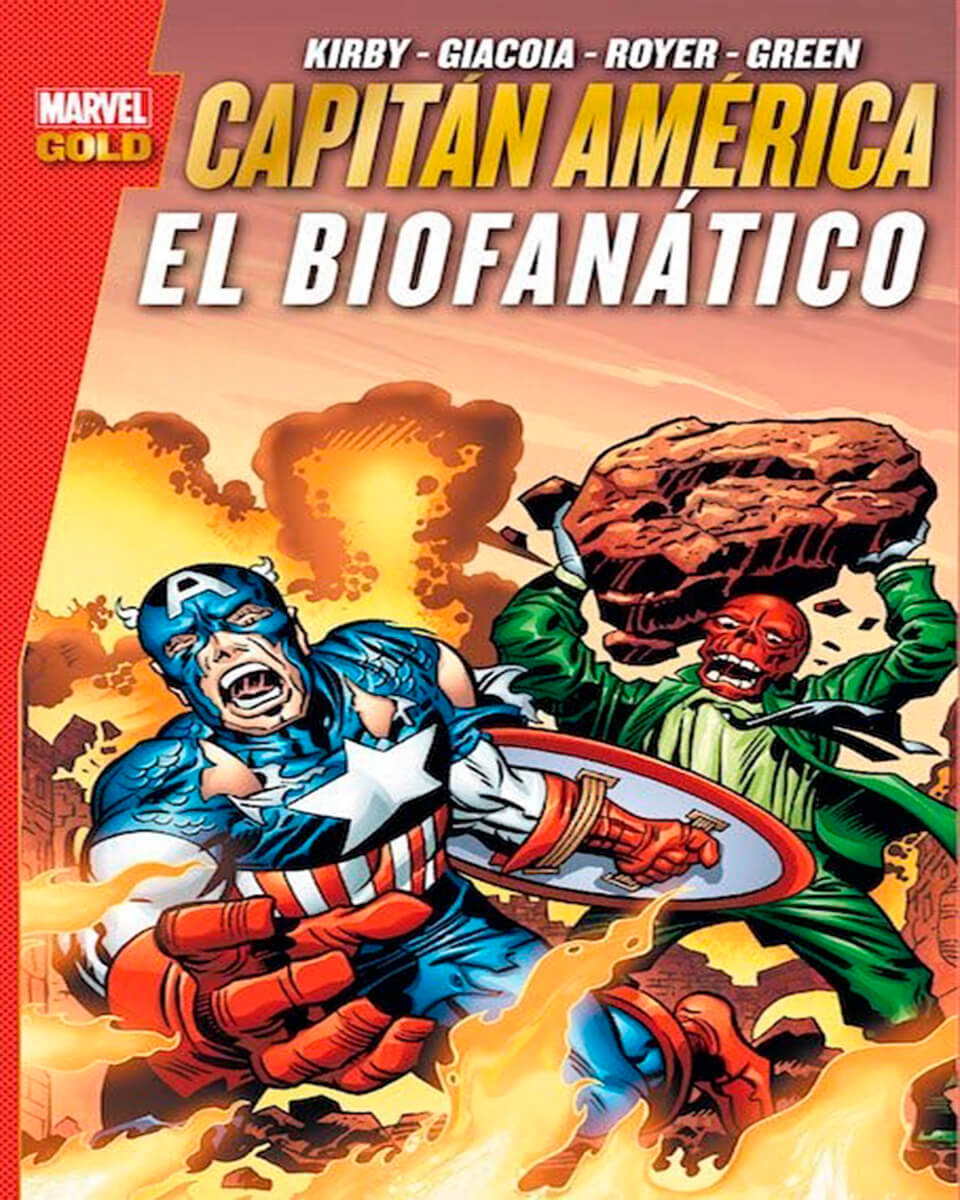 KIRBY - GIACOIA - ROYER - GREEN
MARVEL
GOLD
CAPITÁN AMÉRICA
EL BIOFANÁTICO
A